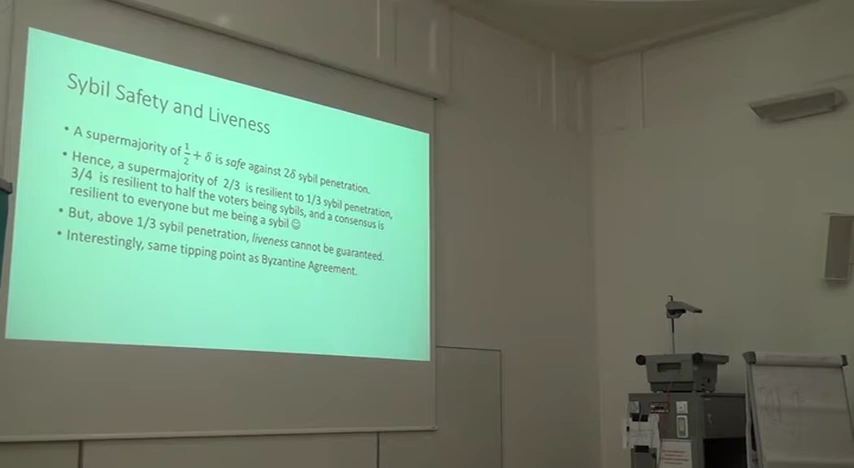 Sybil Safety and Liveness
• A supermajority of 1/2 + δ is safe against 2δ sybil penetration.
• Hence, a supermajority of 2/3 is resilient to 1/3 sybil penetration,
3/4 is resilient to half the voters being sybils, and a consensus is
resilient to everyone but me being a sybil ☺
• But, above 1/3 sybil penetration, liveness cannot be guaranteed.
• Interestingly, same tipping point as Byzantine Agreement.